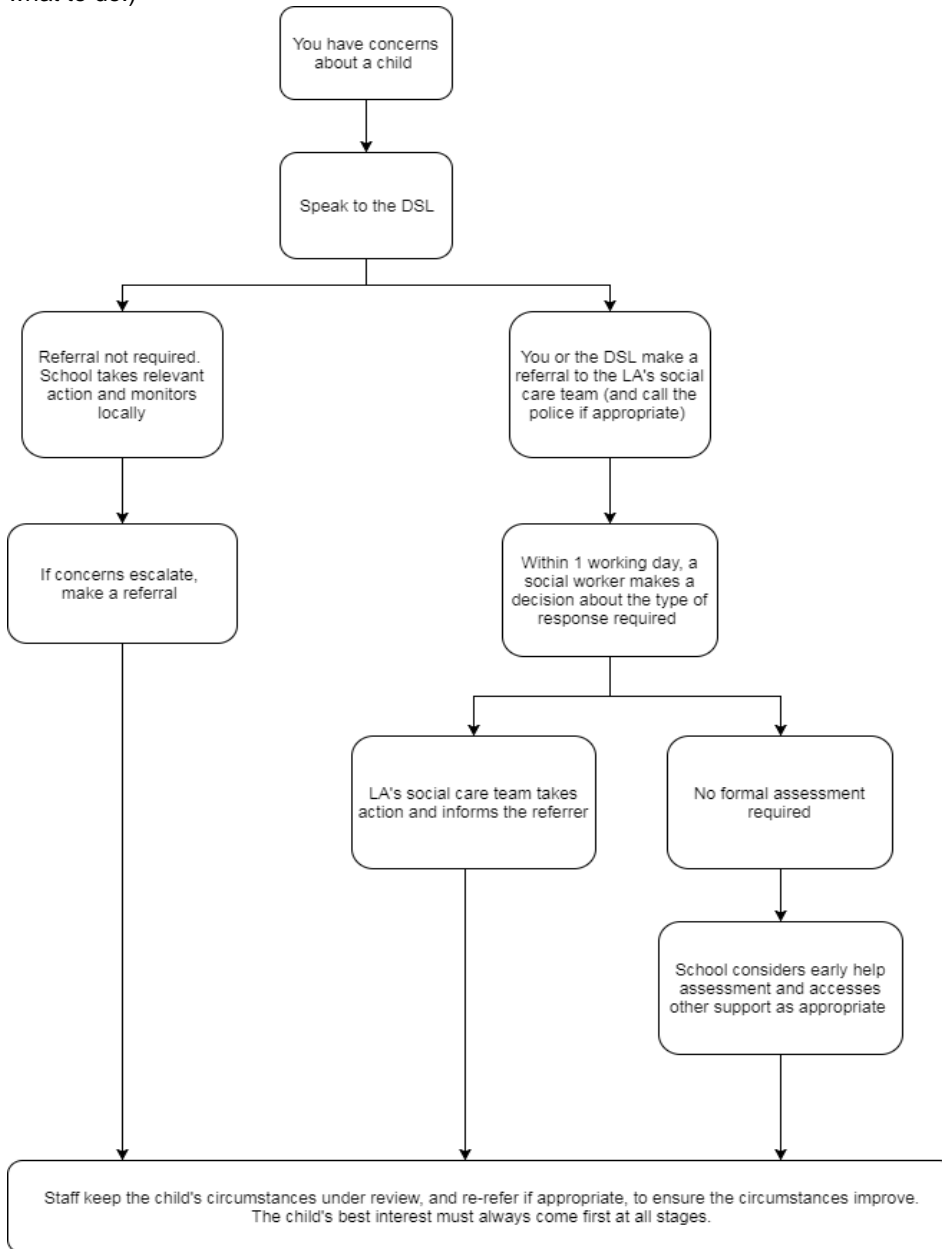 what to do.)
You have concerns
about a child
Speak to the DSL
Referral not required.
School takes relevant
action and monitors
locally
You or the DSL make a
referral to the LA's social
care team (and call the
police if appropriate)
If concerns escalate,
make a referral
Within 1 working day, a
social worker makes a
decision about the type of
response required
LA's social care team takes
action and informs the referrer
No formal assessment
required
School considers early help
assessment and accesses
other support as appropriate
Staff keep the child's circumstances under review, and re-refer if appropriate, to ensure the circumstances improve.
The child's best interest must always come first at all stages.